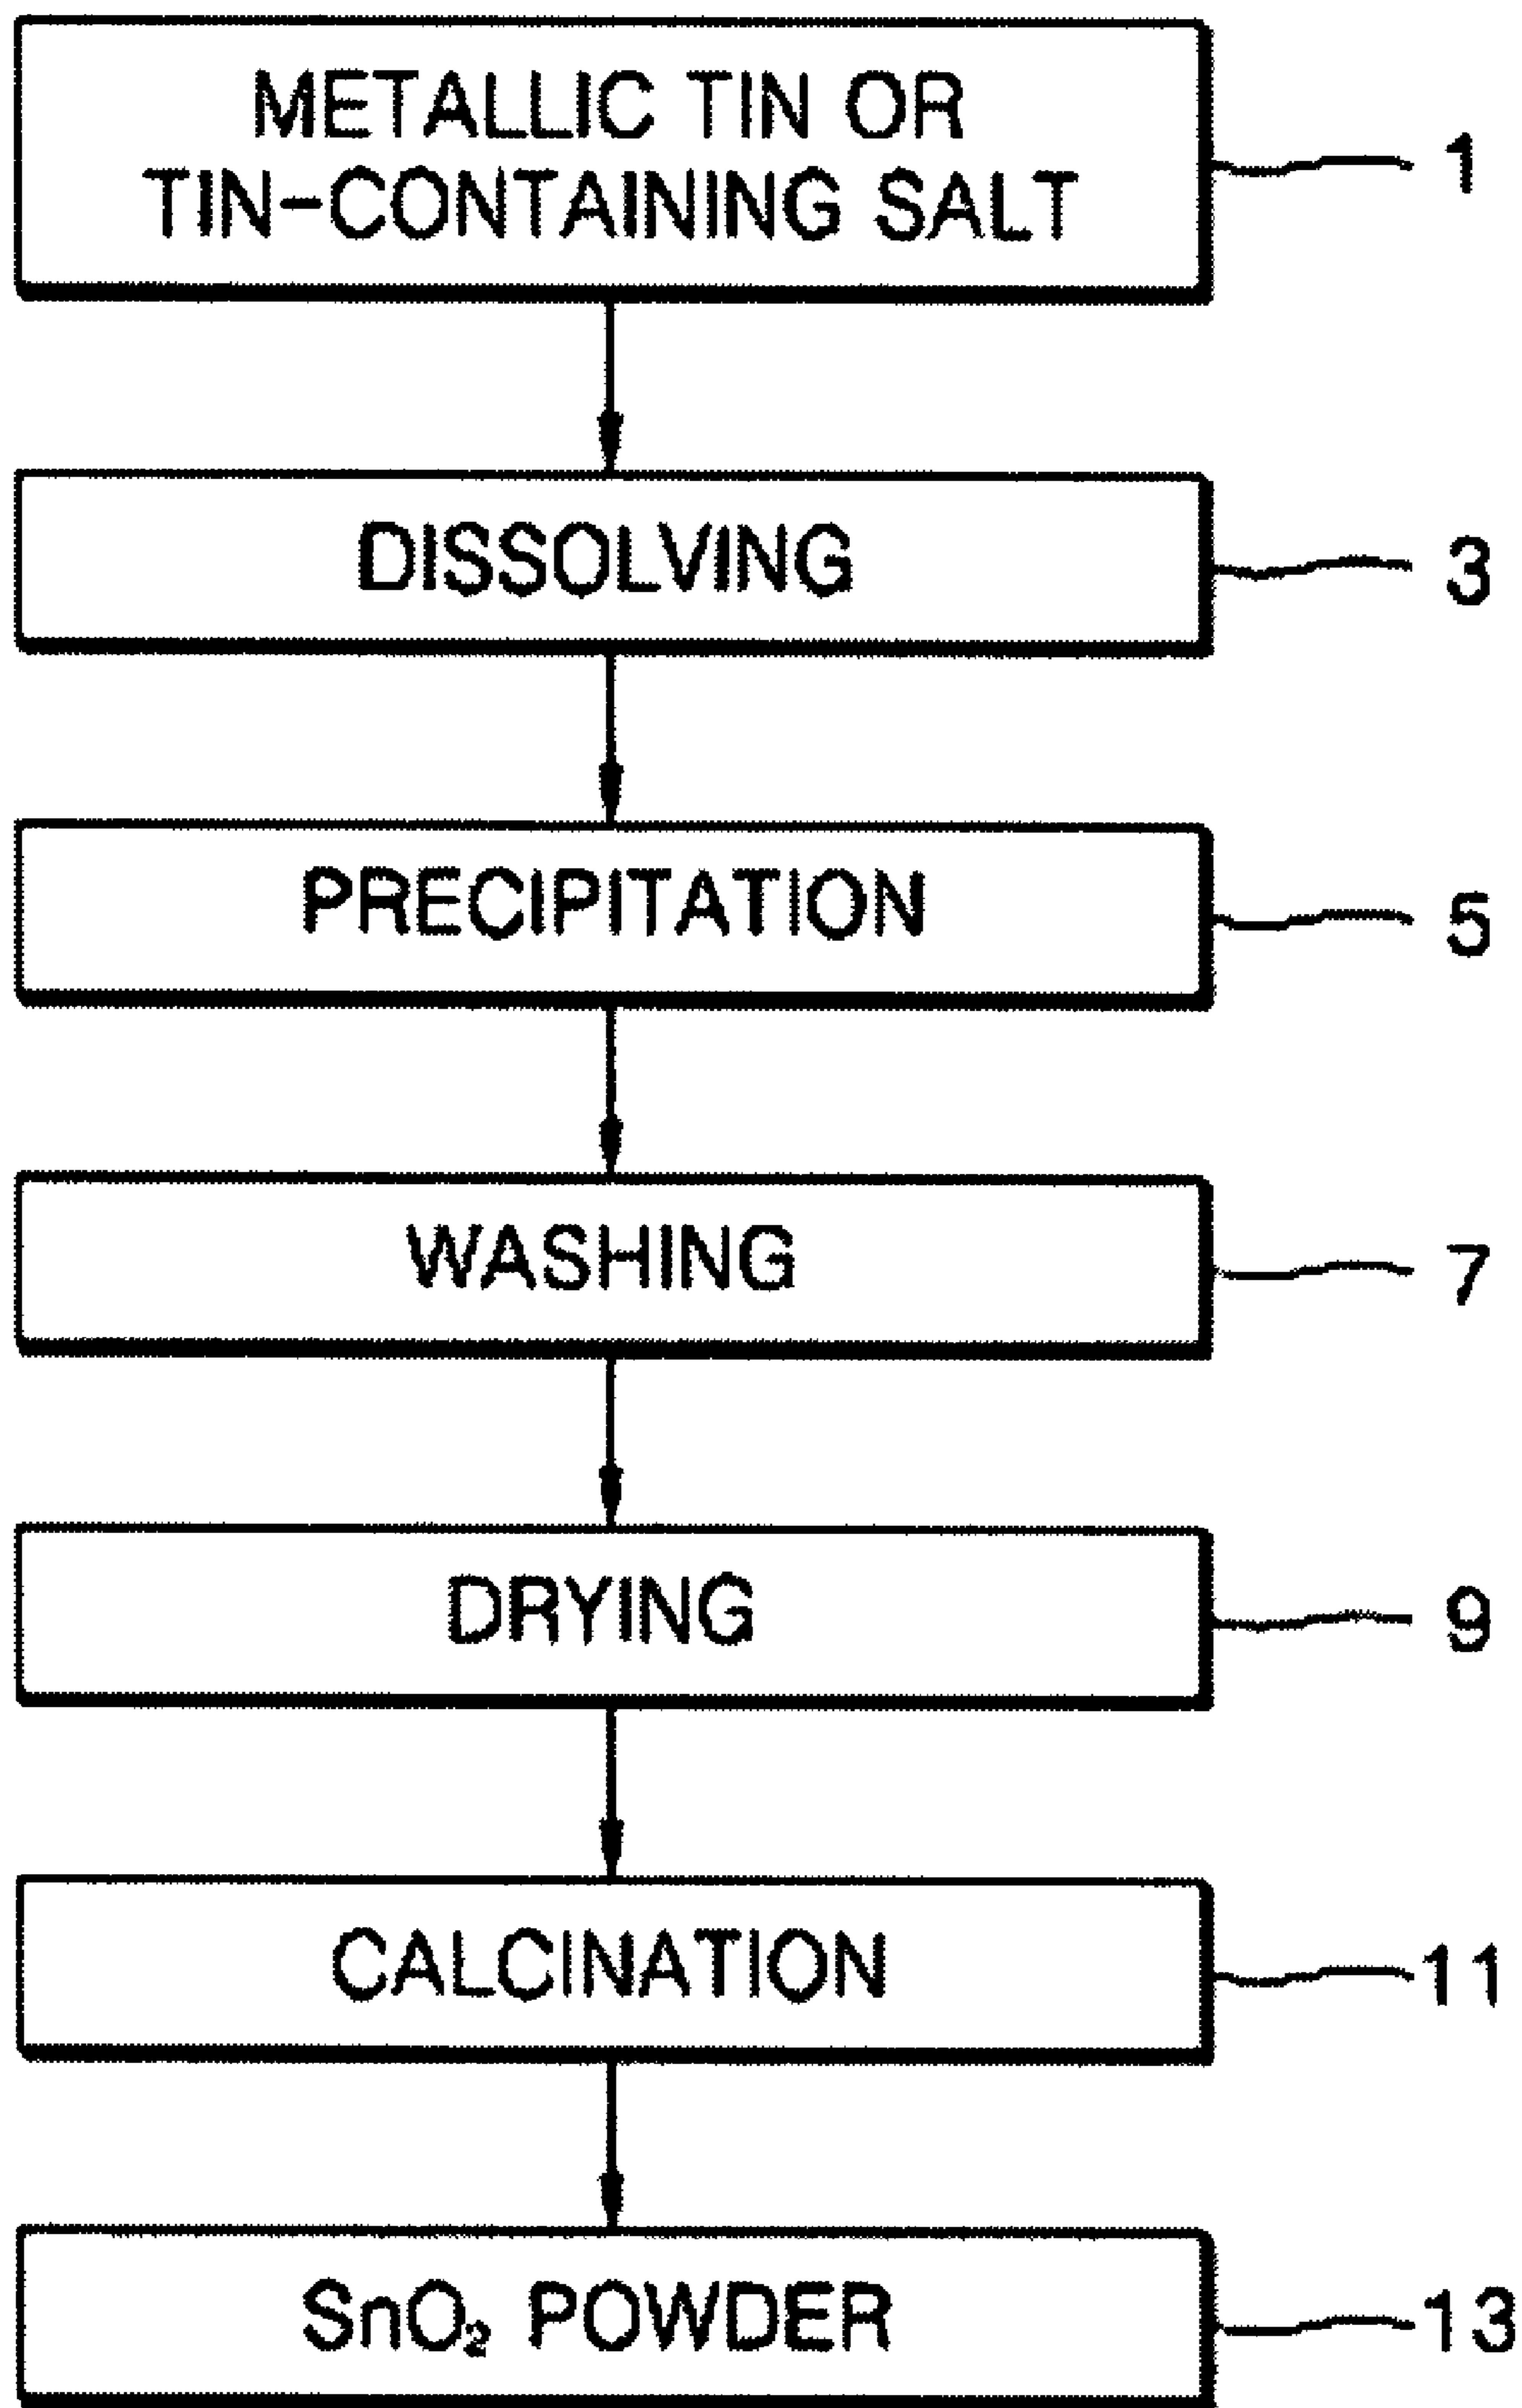 METALLIC TIN OR
TIN-CONTAINING SALT
1
DISSOLVING
3
PRECIPITATION
5
WASHING
7
DRYING
9
CALCINATION
11
SnO₂ POWDER
13